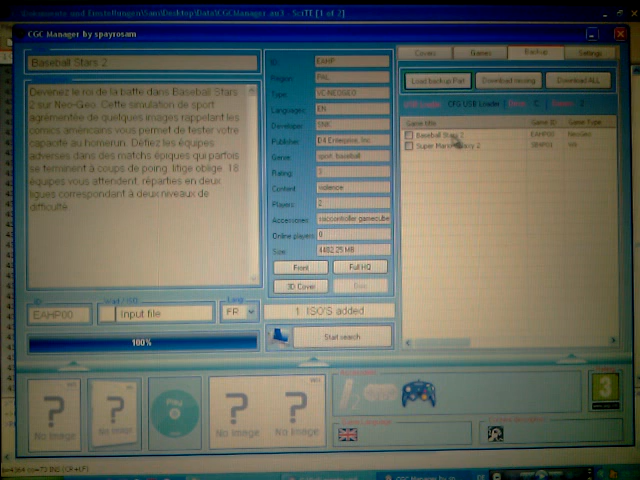 CGC Manager by spayrosam
Baseball Stars 2
Devenez le roi de la batte dans Baseball Stars
2 sur Neo-Geo. Cette simulation de sport
agrémentée de quelques images rappelant les
comics américains vous permet de tester votre
capacité au homerun. Défiez les équipes
adverses dans des matchs épiques qui parfois
se terminent à coups de poing, litige oblige. 18
équipes vous attendent, réparties en deux
ligues correspondant à deux niveaux de
difficulté.
ID: EAHP
Region: PAL
Type: VC-NEOGEO
Languages: EN
Developer: SNK
Publisher: D4 Enterprise, Inc
Genre: sport, baseball
Rating: 3
Content: violence
Players: 2
Accessories:
Online players: 0
Size: 4482.25 MB
Print
Full HQ
3D Cover
ID
Wad / ISO
Lang
EAHP00
Input file
FR
1 ISO'S added
100%
Start search
Covers
Games
Backup
Settings
Load backup Part
Download missing
Download ALL
CFG USB Loader
Game title
Game ID
Game Type
Baseball Stars 2
EAHP00
NeoGeo
Super Mario Galaxy 2
Wii
?
No Image
?
No Image
?
No Image
?
No Image
3